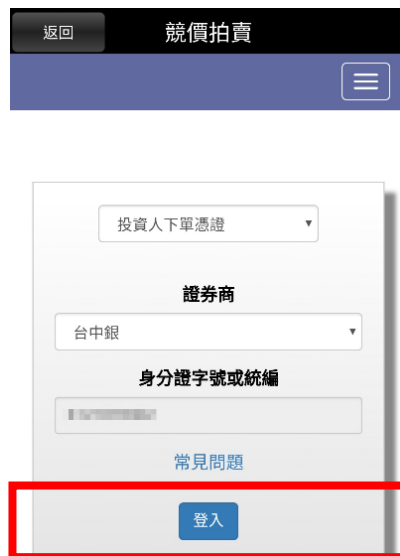 返回
競價拍賣
投資人下單憑證
證券商
台中銀
身分證字號或統編
常見問題
登入